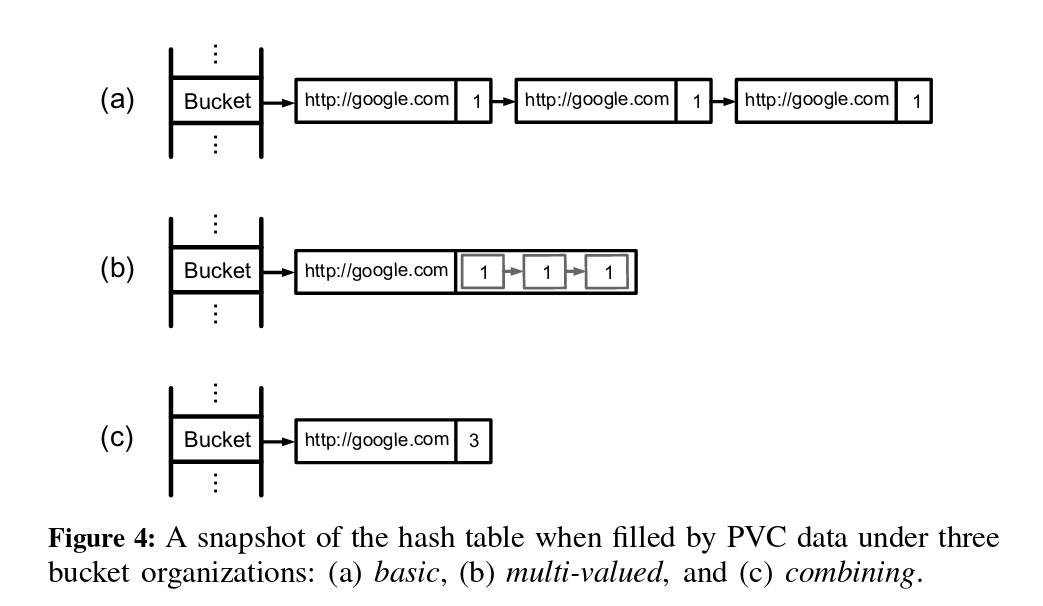 ⋮
(a) Bucket http://google.com 1 http://google.com 1 http://google.com 1
⋮
⋮
(b) Bucket http://google.com 1 1 1
⋮
⋮
(c) Bucket http://google.com 3
⋮
Figure 4: A snapshot of the hash table when filled by PVC data under three
bucket organizations: (a) basic, (b) multi-valued, and (c) combining.